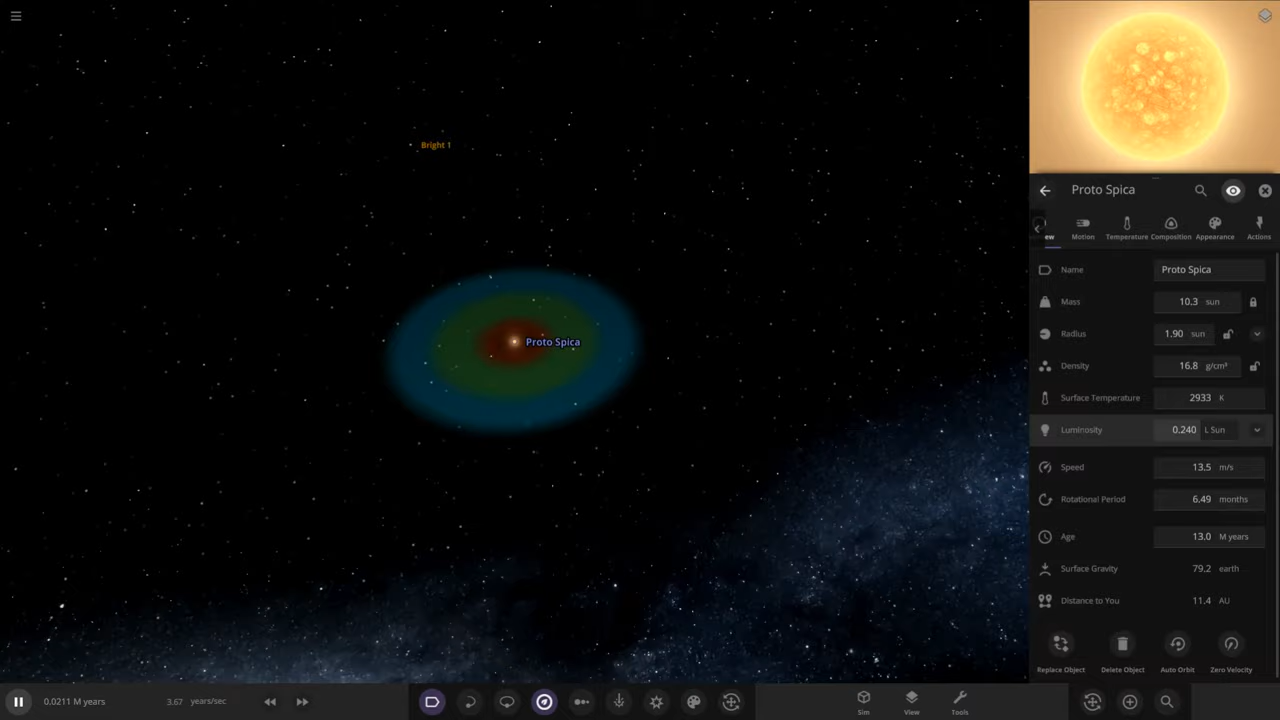 Bright 1
Proto Spica
Proto Spica
Motion
Temperature
Composition
Appearance
Actions
Name Proto Spica
Mass 10.3 sun
Radius 1.90 sun
Density 16.8 g/cm³
Surface Temperature 2933 K
Luminosity 0.240 L Sun
Speed 13.5 m/s
Rotational Period 6.49 months
Age 13.0 M years
Surface Gravity 79.2 earth
Distance to You 11.4 AU
Replace Object Delete Object Auto Orbit Zero Velocity
0.0211 M years 3.67 years/sec Sim View Tools